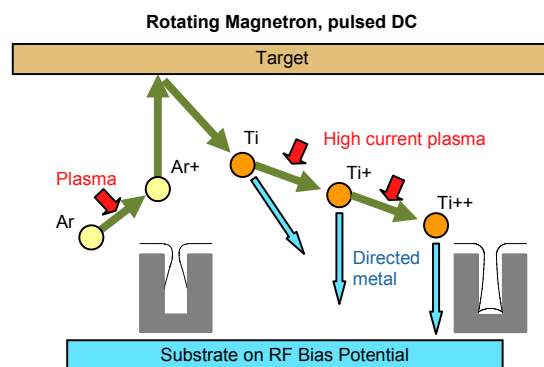 Rotating Magnetron, pulsed DC
Target
Ti
High current plasma
Ar+
Plasma
Ti+
Ti++
Ar
Directed
metal
Substrate on RF Bias Potential